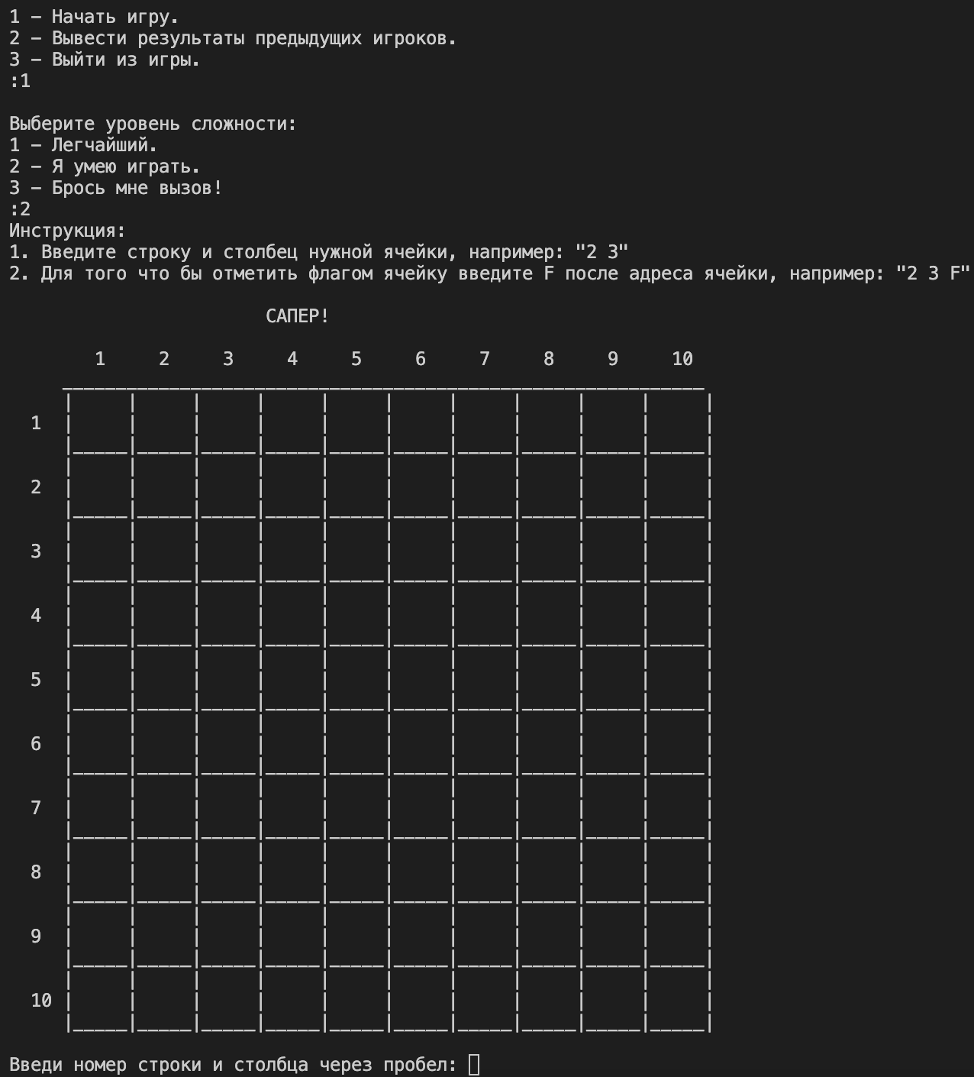 1 – Начать игру.
2 – Вывести результаты предыдущих игроков.
3 – Выйти из игры.
:1
Выберите уровень сложности:
1 – Легчайший.
2 – Я умею играть.
3 – Брось мне вызов!
:2
Инструкция:
1. Введите строку и столбец нужной ячейки, например: "2 3"
2. Для того что бы отметить флагом ячейку введите F после адреса ячейки, например: "2 3 F"
САПЕР!
1 2 3 4 5 6 7 8 9 10
1
2
3
4
5
6
7
8
9
10
Введи номер строки и столбца через пробел: